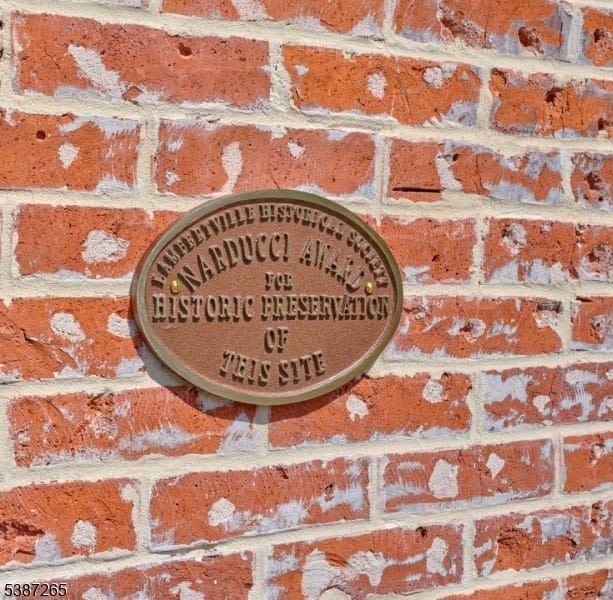 LAMBERTVILLE HISTORICAL SOCIETY
NARDUCCI AWARD
FOR
HISTORIC PRESERVATION
OF
THIS SITE
5387265